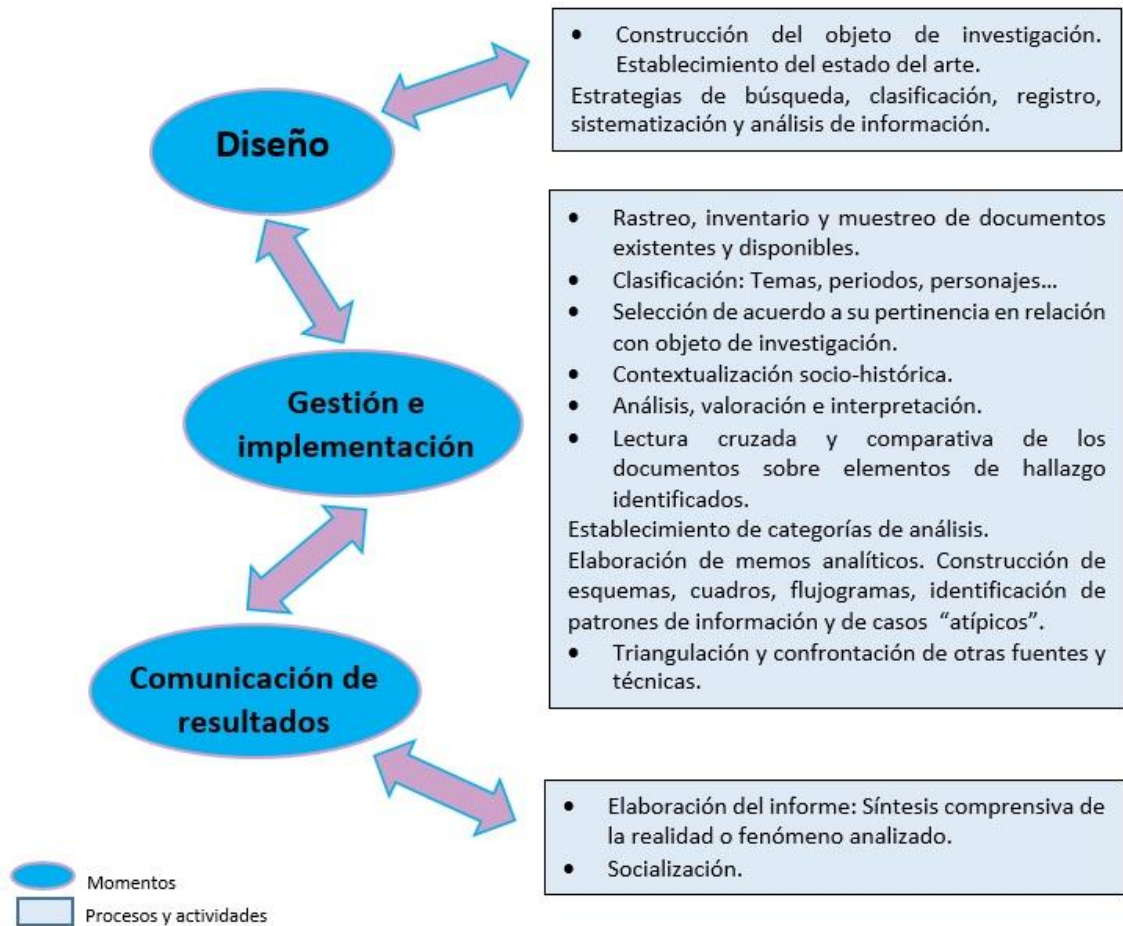 Diseño
• Construcción del objeto de investigación.
Establecimiento del estado del arte.
Estrategias de búsqueda, clasificación, registro,
sistematización y análisis de información.
Gestión e
implementación
• Rastreo, inventario y muestreo de documentos
existentes y disponibles.
• Clasificación: Temas, periodos, personajes...
• Selección de acuerdo a su pertinencia en relación
con objeto de investigación.
• Contextualización socio-histórica.
• Análisis, valoración e interpretación.
• Lectura cruzada y comparativa de los
documentos sobre elementos de hallazgo
identificados.
Establecimiento de categorías de análisis.
Elaboración de memos analíticos. Construcción de
esquemas, cuadros, flujogramas, identificación de
patrones de información y de casos “atípicos”.
• Triangulación y confrontación de otras fuentes y
técnicas.
Comunicación de
resultados
• Elaboración del informe: Síntesis comprensiva de
la realidad o fenómeno analizado.
• Socialización.
Momentos
Procesos y actividades